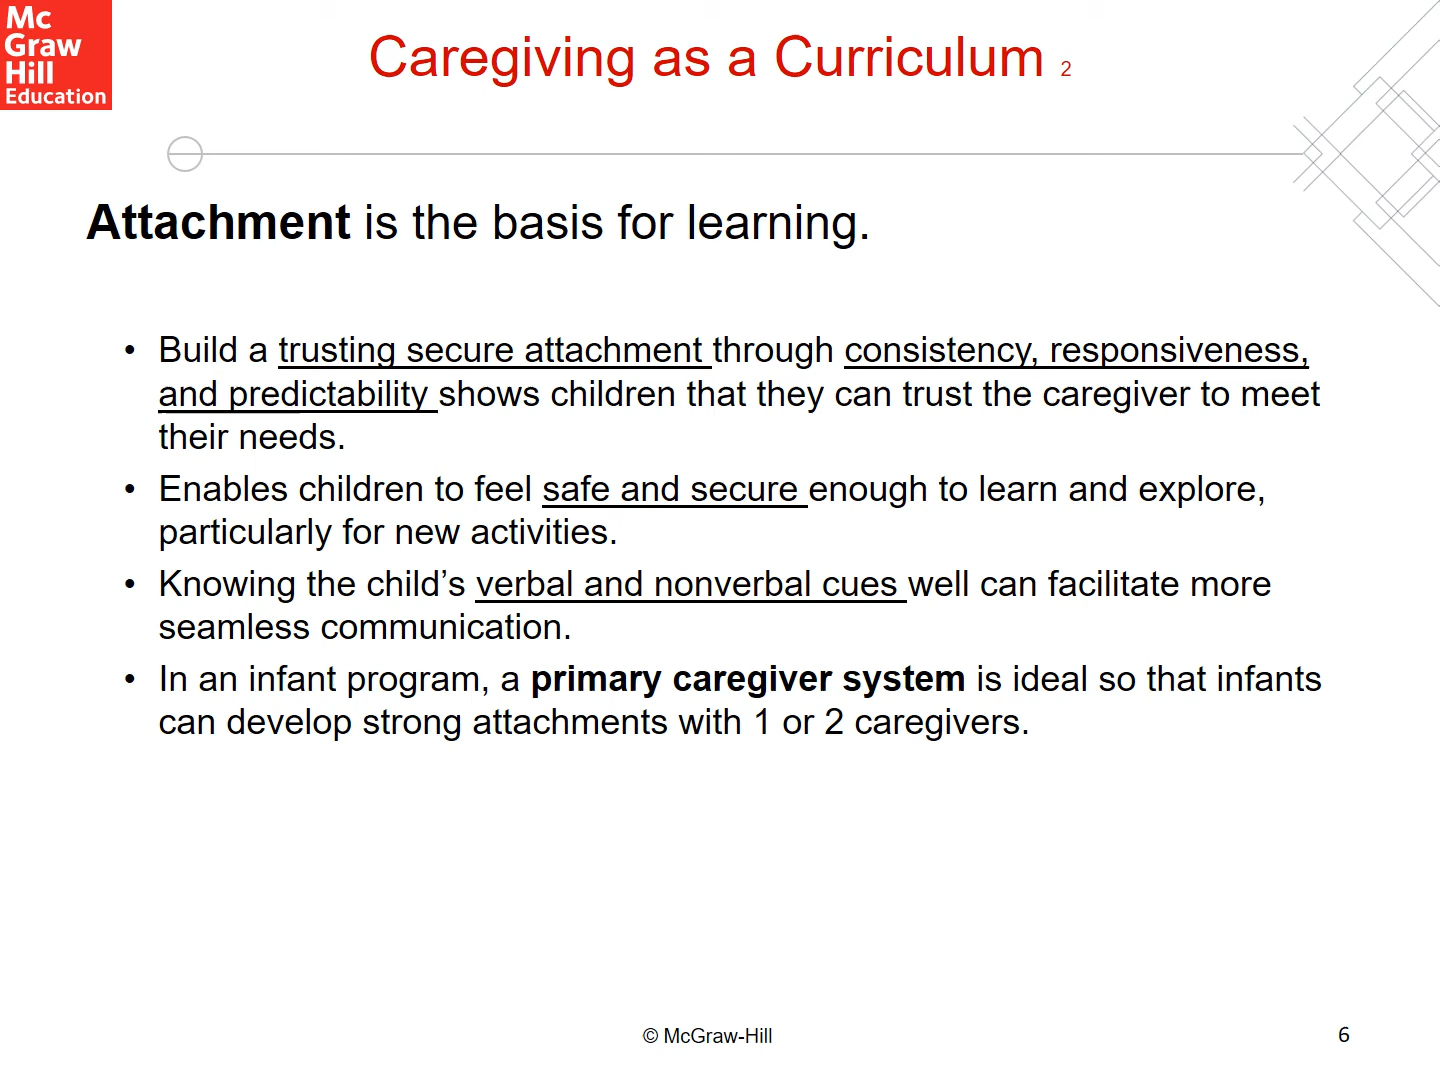 Mc
Graw
Hill
Education
Caregiving as a Curriculum 2
Attachment is the basis for learning.
• Build a trusting secure attachment through consistency, responsiveness,
and predictability shows children that they can trust the caregiver to meet
their needs.
• Enables children to feel safe and secure enough to learn and explore,
particularly for new activities.
• Knowing the child’s verbal and nonverbal cues well can facilitate more
seamless communication.
• In an infant program, a primary caregiver system is ideal so that infants
can develop strong attachments with 1 or 2 caregivers.
© McGraw-Hill
6